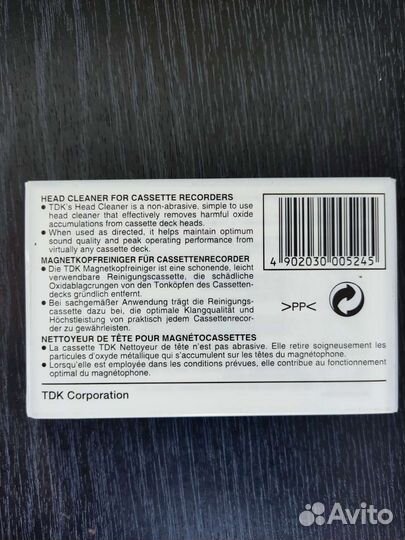 HEAD CLEANER FOR CASSETTE RECORDERS
● TDK's Head Cleaner is a non-abrasive, simple to use
head cleaner that effectively removes harmful oxide
accumulations from cassette deck heads.
● When used as directed, it helps maintain optimum
sound quality and peak operating performance from
virtually any cassette deck.
MAGNETKOPFREINIGER FÜR CASSETTENRECORDER
● Die TDK Magnetkopfreiniger ist eine schonende, leicht
verwendbare Reinigungscassette, die schädliche
Oxidablagrungen von den Tonköpfen des Cassetten-
decks gründlich entfernt.
● Bei sachgemäßer Anwendung trägt die Reinigungs-
cassette dazu bei, die optimale Klangqualität und
Höchstleistung von praktisch jedem Cassettenrecor-
der zu gewährleisten.
NETTOYEUR DE TÊTE POUR MAGNÉTOCASSETTES
● La cassette TDK Nettoyeur de tête n'est pas abrasive. Elle retire soigneusement les
particules d'oxyde métallique qui s'accumulent sur les têtes du magnétophone.
● Lorsqu'elle est employée dans les conditions prévues, elle contribue au fonctionnement
optimal du magnétophone.
TDK Corporation
4 902030 005245
>PP<
Avito